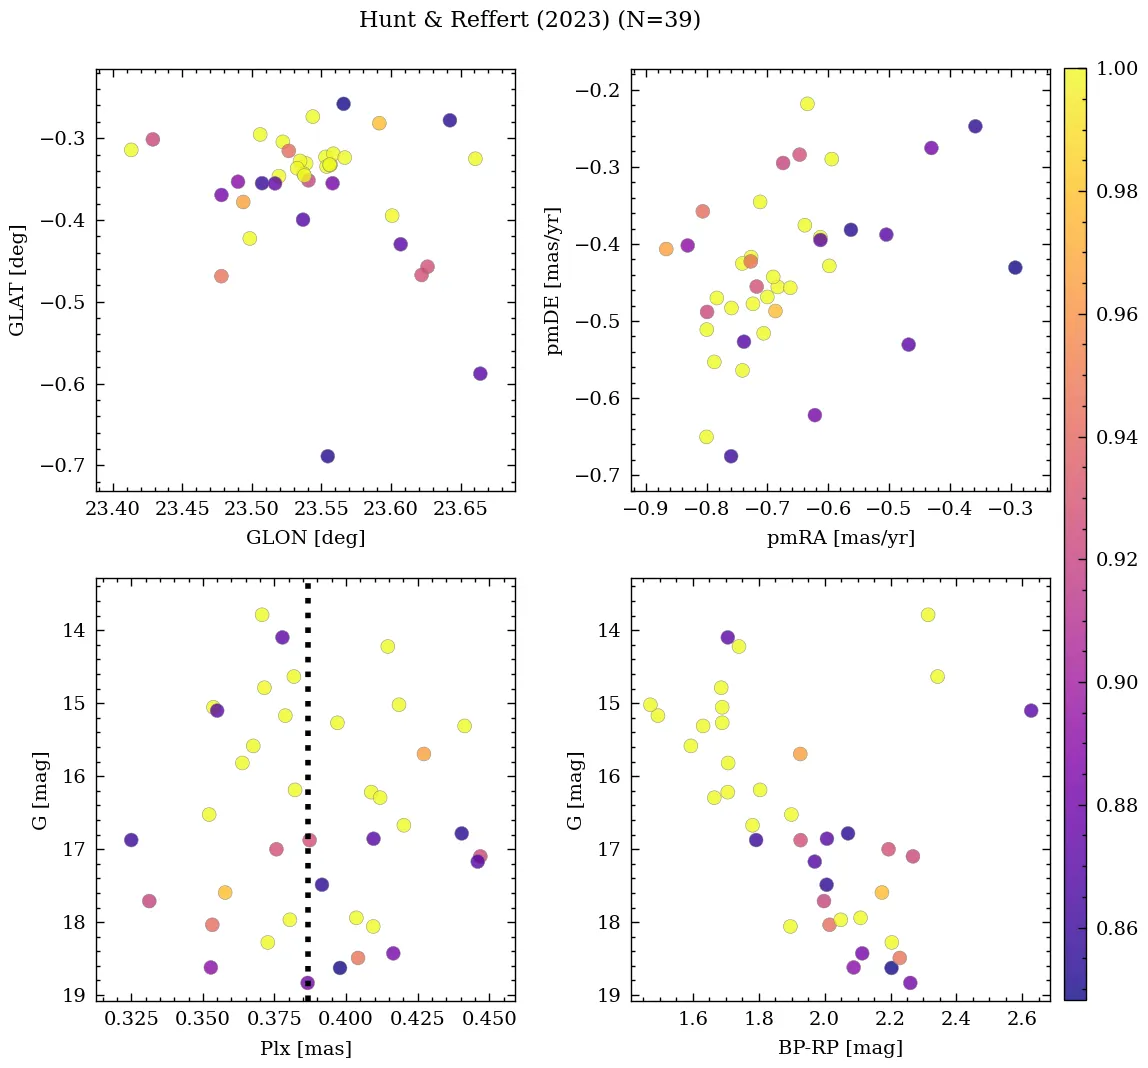 Hunt & Reffert (2023) (N=39)
GLAT [deg]
−0.3
−0.4
−0.5
−0.6
−0.7
23.40 23.45 23.50 23.55 23.60 23.65
GLON [deg]
pmDE [mas/yr]
−0.2
−0.3
−0.4
−0.5
−0.6
−0.7
−0.9 −0.8 −0.7 −0.6 −0.5 −0.4 −0.3
pmRA [mas/yr]
G [mag]
14
15
16
17
18
19
0.325 0.350 0.375 0.400 0.425 0.450
Plx [mas]
G [mag]
14
15
16
17
18
19
1.6 1.8 2.0 2.2 2.4 2.6
BP-RP [mag]
1.00
0.98
0.96
0.94
0.92
0.90
0.88
0.86